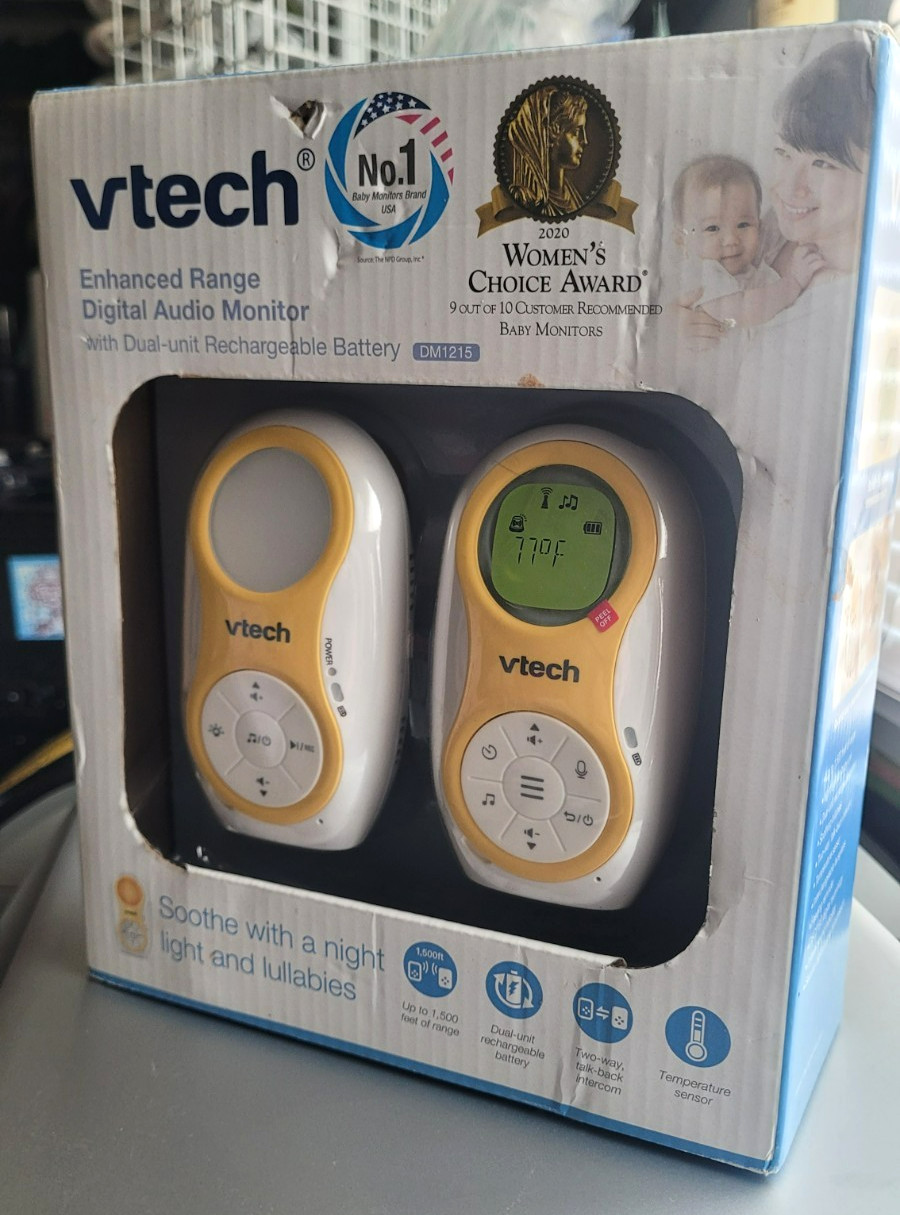 vtech®
No.1
Baby Monitors Brand
USA
Source: The NPD Group, Inc.*
2020
WOMEN'S
CHOICE AWARD®
9 OUT OF 10 CUSTOMER RECOMMENDED
BABY MONITORS
Enhanced Range
Digital Audio Monitor
with Dual-unit Rechargeable Battery DM1215
77°F
PEEL
OFF
vtech
POWER
/REC
vtech
Soothe with a night
light and lullabies
1,500ft
Up to 1,500
feet of range
Dual-unit
rechargeable
battery
Two-way,
talk-back
intercom
Temperature
sensor